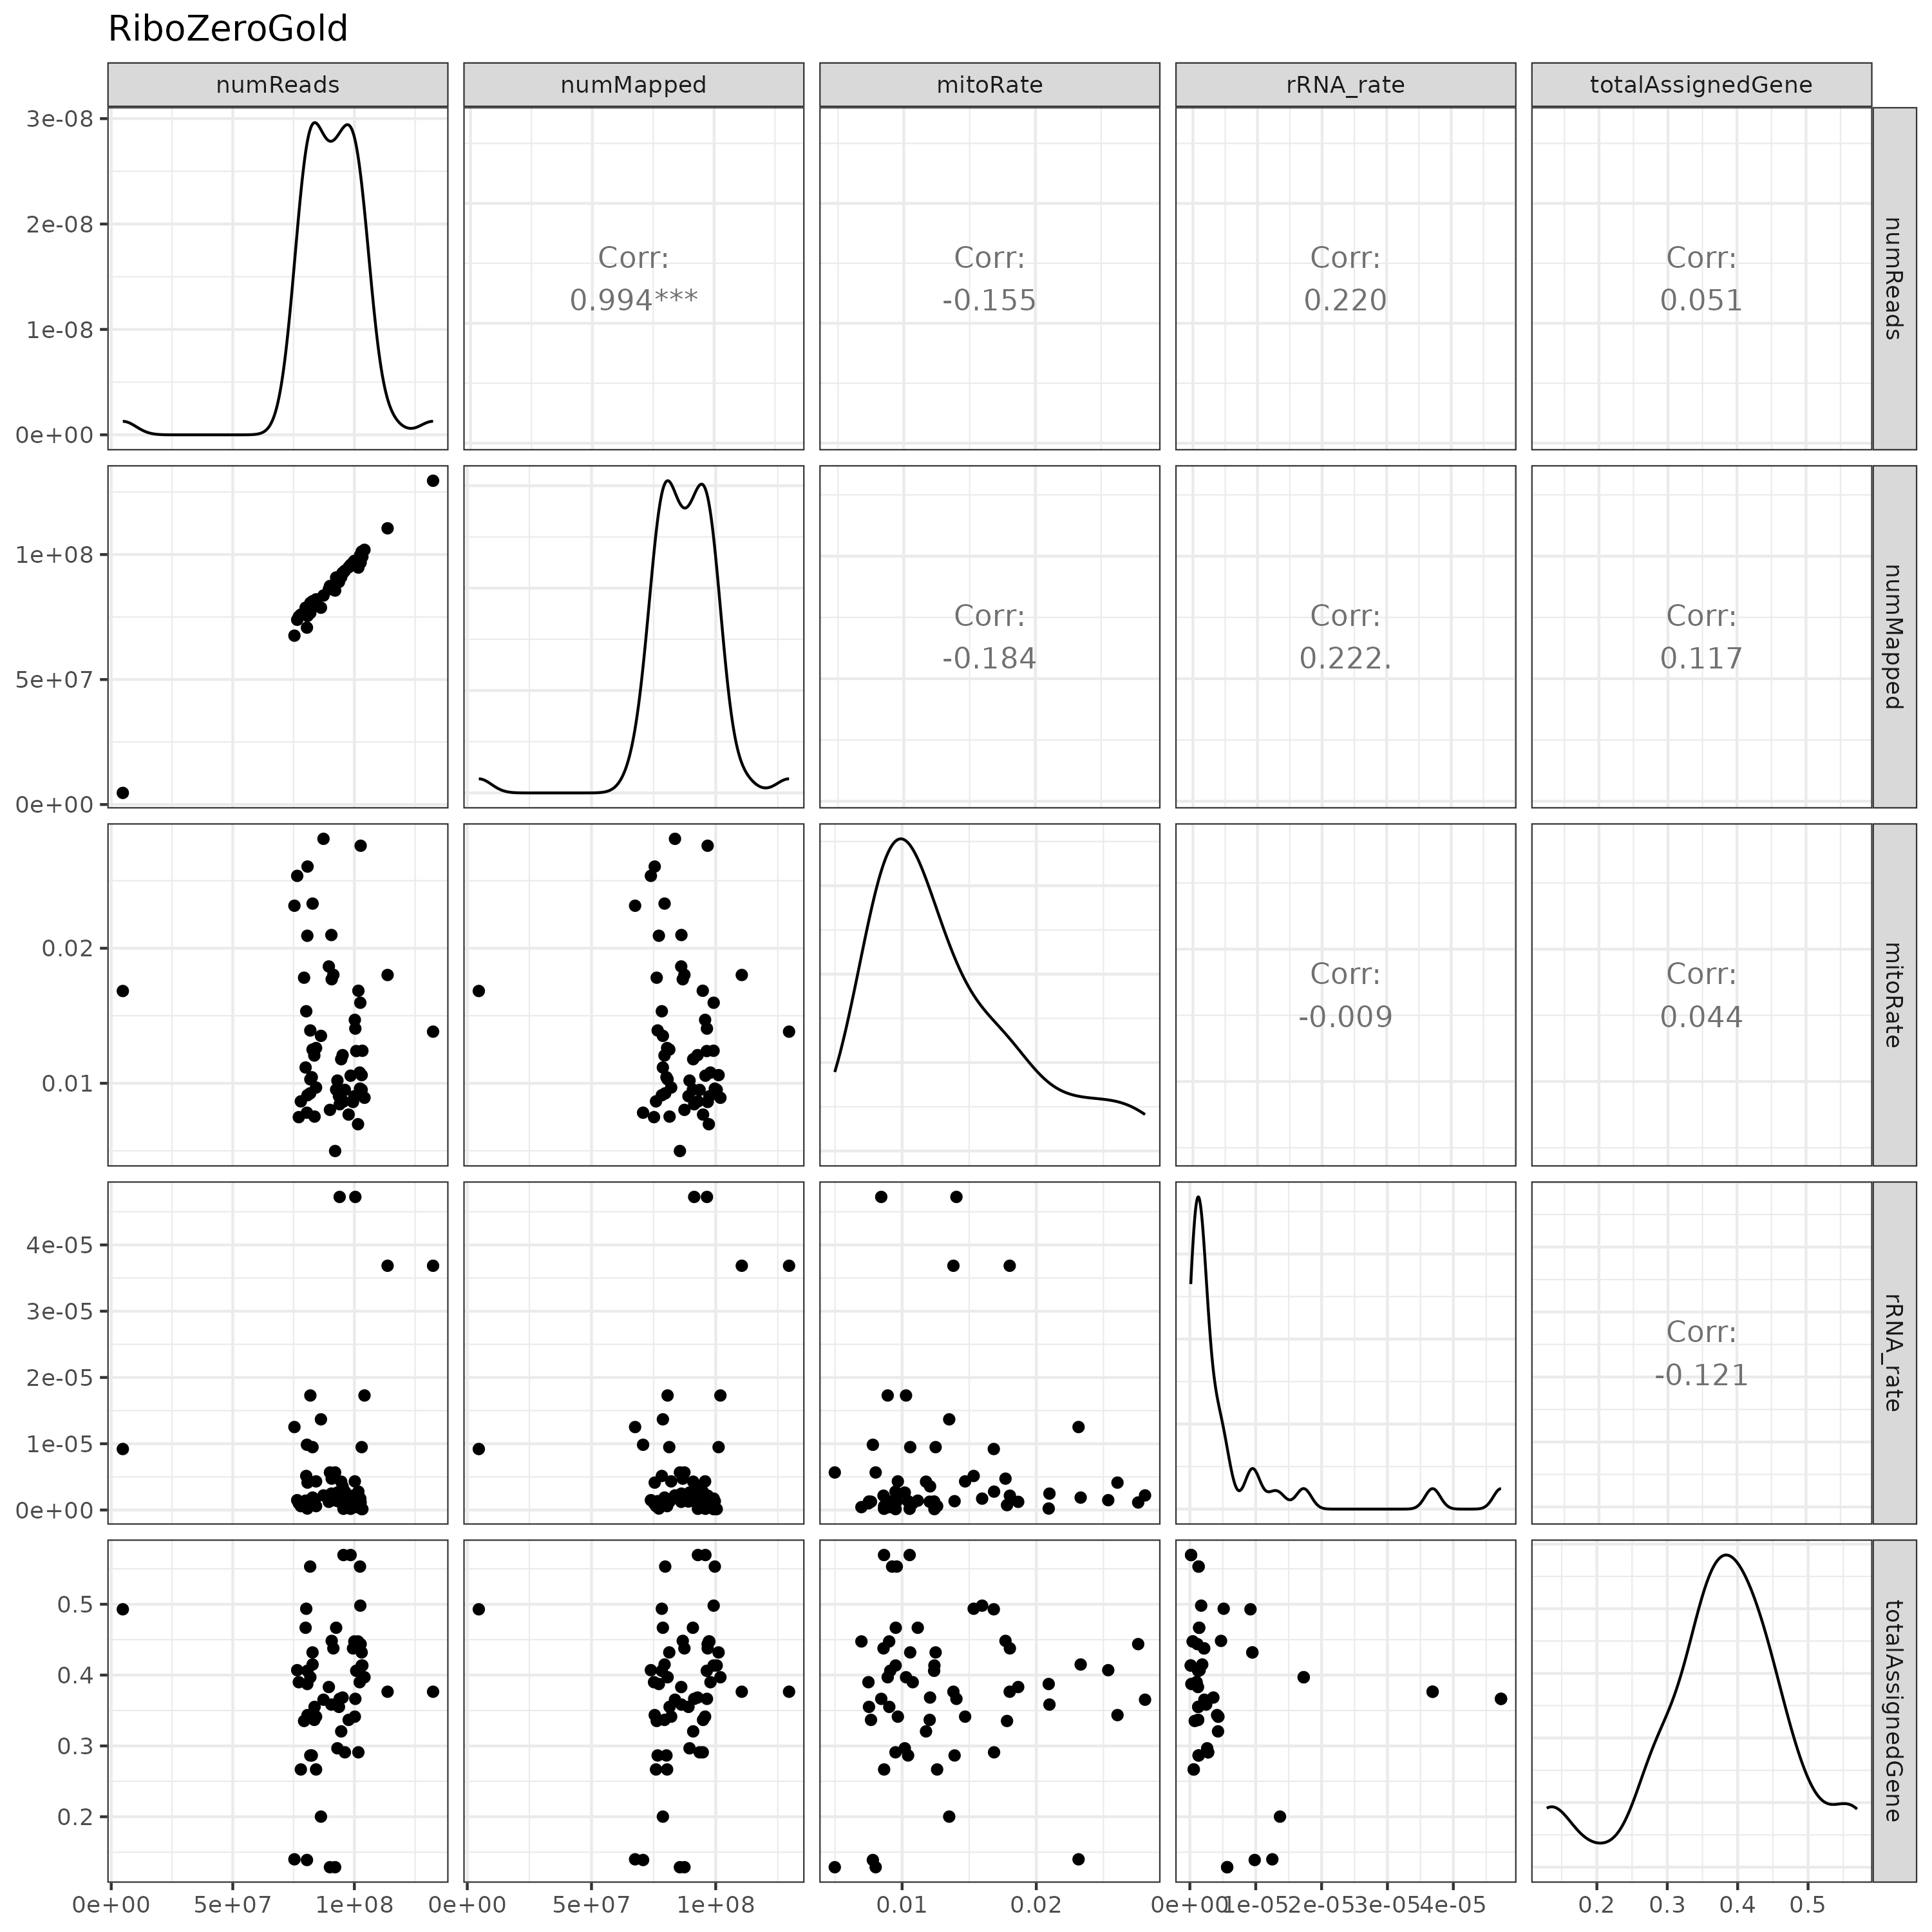 RiboZeroGold
numReads numMapped mitoRate rRNA_rate totalAssignedGene
3e-08
2e-08
1e-08
0e+00
Corr:
0.994***
Corr:
-0.155
Corr:
0.220
Corr:
0.051
numReads
1e+08
5e+07
0e+00
Corr:
-0.184
Corr:
0.222.
Corr:
0.117
numMapped
0.02
0.01
Corr:
-0.009
Corr:
0.044
mitoRate
4e-05
3e-05
2e-05
1e-05
0e+00
Corr:
-0.121
rRNA_rate
0.5
0.4
0.3
0.2
totalAssignedGene
0e+00 5e+07 1e+08 0e+00 5e+07 1e+08 0.01 0.02 0e+00 1e-05 2e-05 3e-05 4e-05 0.2 0.3 0.4 0.5